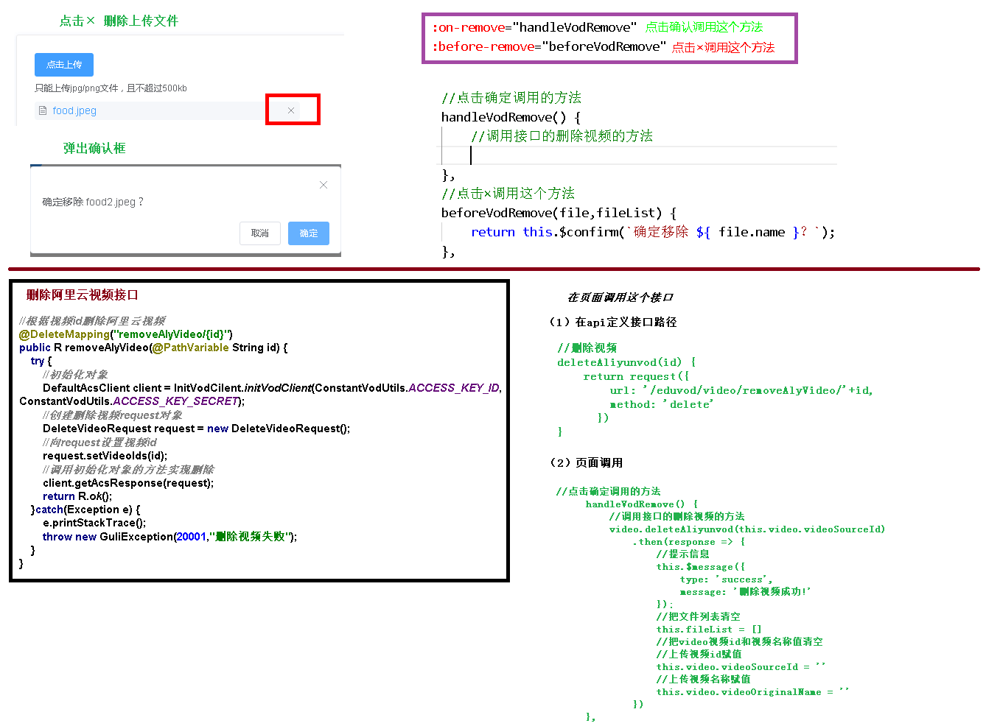 点击× 删除上传文件
点击上传
只能上传jpg/png文件，且不超过500kb
food.jpeg
弹出确认框
确定移除 food2.jpeg？
取消
确定
:on-remove="handleVodRemove" 点击确认调用这个方法
:before-remove="beforeVodRemove" 点击×调用这个方法
//点击确定调用的方法
handleVodRemove() {
//调用接口的删除视频的方法
},
//点击×调用这个方法
beforeVodRemove(file,fileList) {
return this.$confirm(`确定移除 ${ file.name }？`);
},
删除阿里云视频接口
//根据视频id删除阿里云视频
@DeleteMapping("removeAlyVideo/{id}")
public R removeAlyVideo(@PathVariable String id) {
try {
//初始化对象
DefaultAcsClient client = InitVodCilent.initVodClient(ConstantVodUtils.ACCESS_KEY_ID,
ConstantVodUtils.ACCESS_KEY_SECRET);
//创建删除视频request对象
DeleteVideoRequest request = new DeleteVideoRequest();
//向request设置视频id
request.setVideoIds(id);
//调用初始化对象的方法实现删除
client.getAcsResponse(request);
return R.ok();
}catch(Exception e) {
e.printStackTrace();
throw new GuliException(20001,"删除视频失败");
}
}
在页面调用这个接口
（1）在api定义接口路径
//删除视频
deleteAliyunvod(id) {
return request({
url: '/eduvod/video/removeAlyVideo/'+id,
method: 'delete'
})
}
（2）页面调用
//点击确定调用的方法
handleVodRemove() {
//调用接口的删除视频的方法
video.deleteAliyunvod(this.video.videoSourceId)
.then(response => {
//提示信息
this.$message({
type: 'success',
message: '删除视频成功!'
});
//把文件列表清空
this.fileList = []
//把video视频id和视频名称值清空
//上传视频id赋值
this.video.videoSourceId = ''
//上传视频名称赋值
this.video.videoOriginalName = ''
})
},